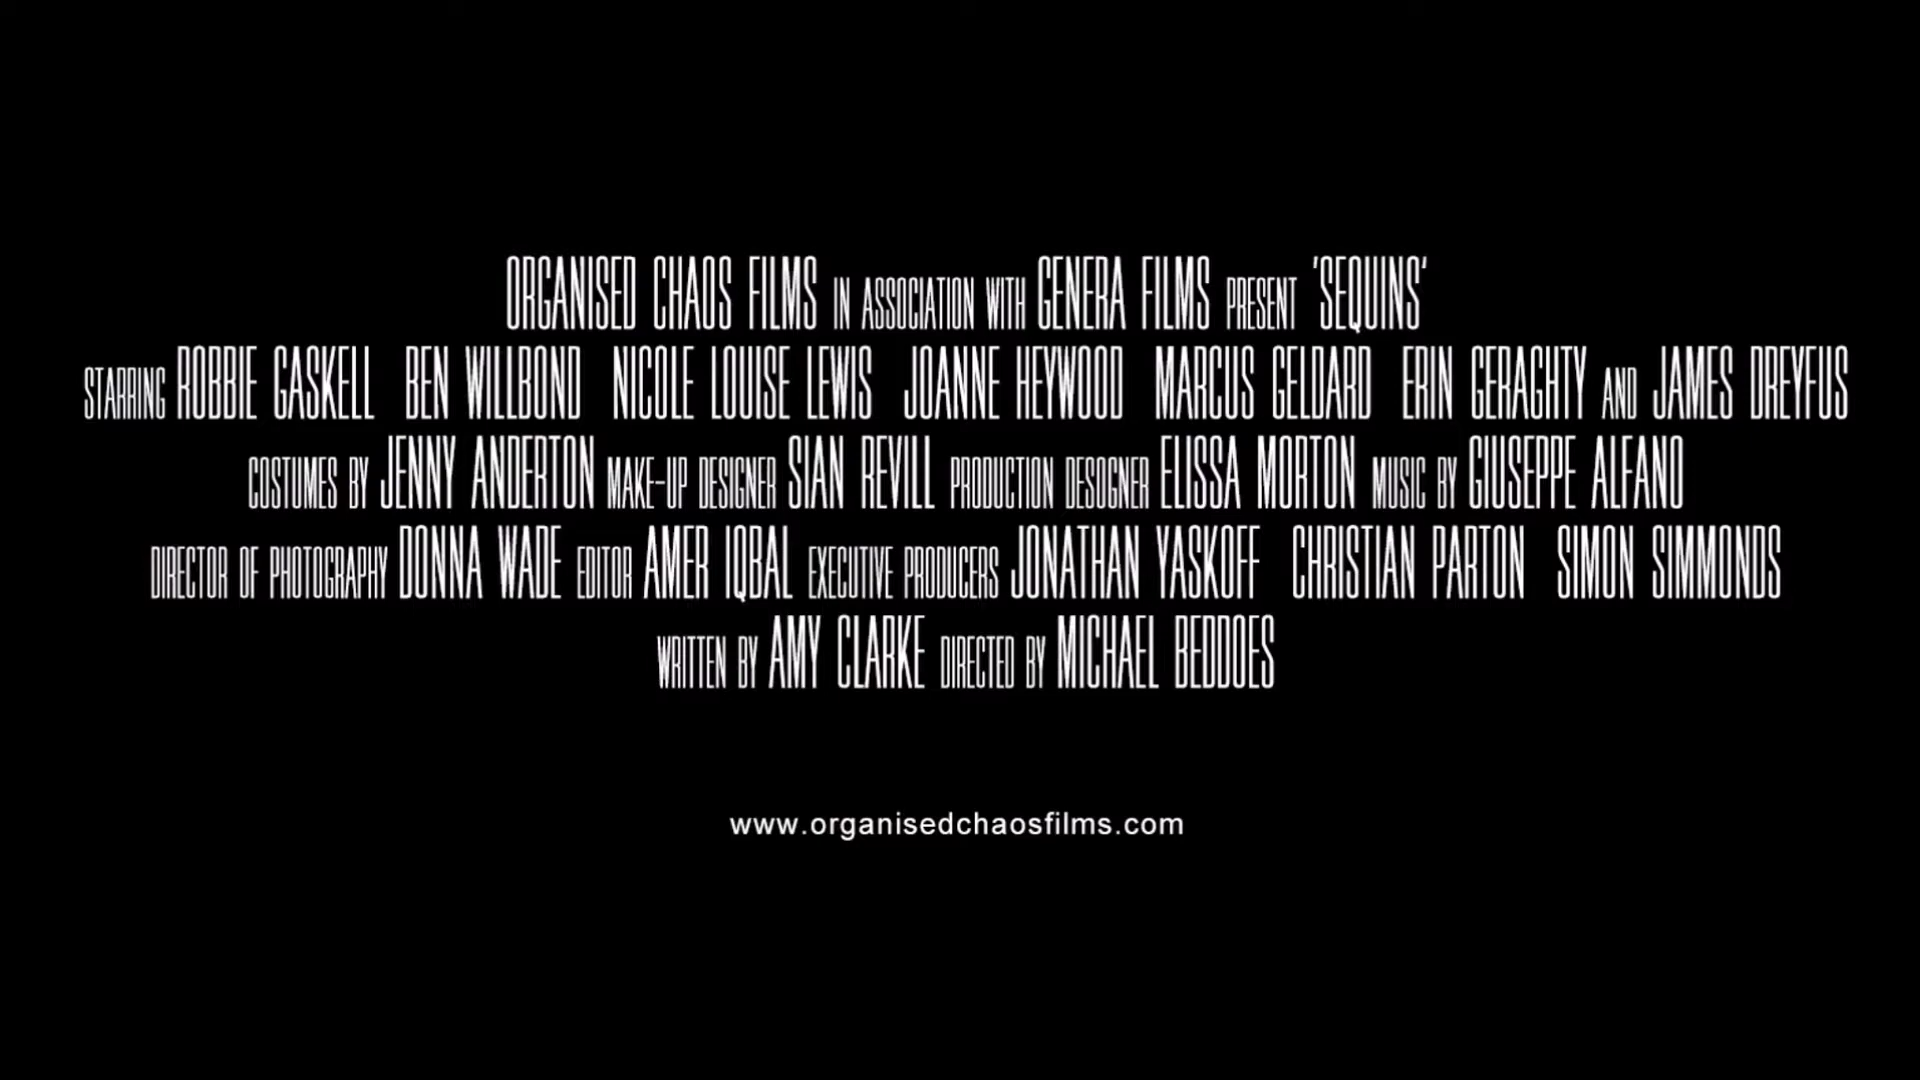 ORGANISED CHAOS FILMS IN ASSOCIATION WITH GENERA FILMS PRESENT 'SEQUINS'
STARRING ROBBIE GASKELL BEN WILLBOND NICOLE LOUISE LEWIS JOANNE HEYWOOD MARCUS GELDARD ERIN GERAGHTY AND JAMES DREYFUS
COSTUMES BY JENNY ANDERTON MAKE-UP DESIGNER SIAN REVILL PRODUCTION DESOGNER ELISSA MORTON MUSIC BY GIUSEPPE ALFANO
DIRECTOR OF PHOTOGRAPHY DONNA WADE EDITOR AMER IQBAL EXECUTIVE PRODUCERS JONATHAN YASKOFF CHRISTIAN PARTON SIMON SIMMONDS
WRITTEN BY AMY CLARKE DIRECTED BY MICHAEL BEDDOES
www.organisedchaosfilms.com